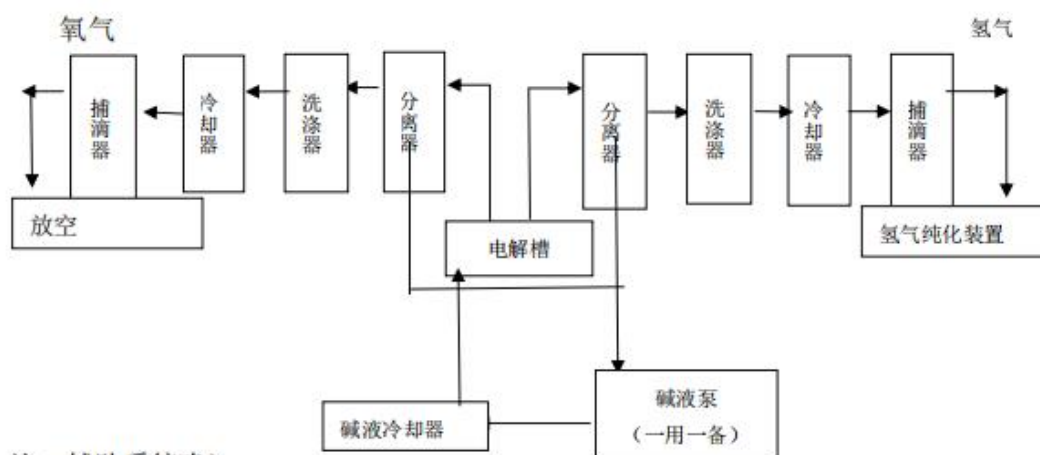 氧气
氢气
捕滴器
冷却器
洗涤器
分离器
分离器
洗涤器
冷却器
捕滴器
放空
电解槽
氢气纯化装置
碱液冷却器
碱液泵
（一用一备）